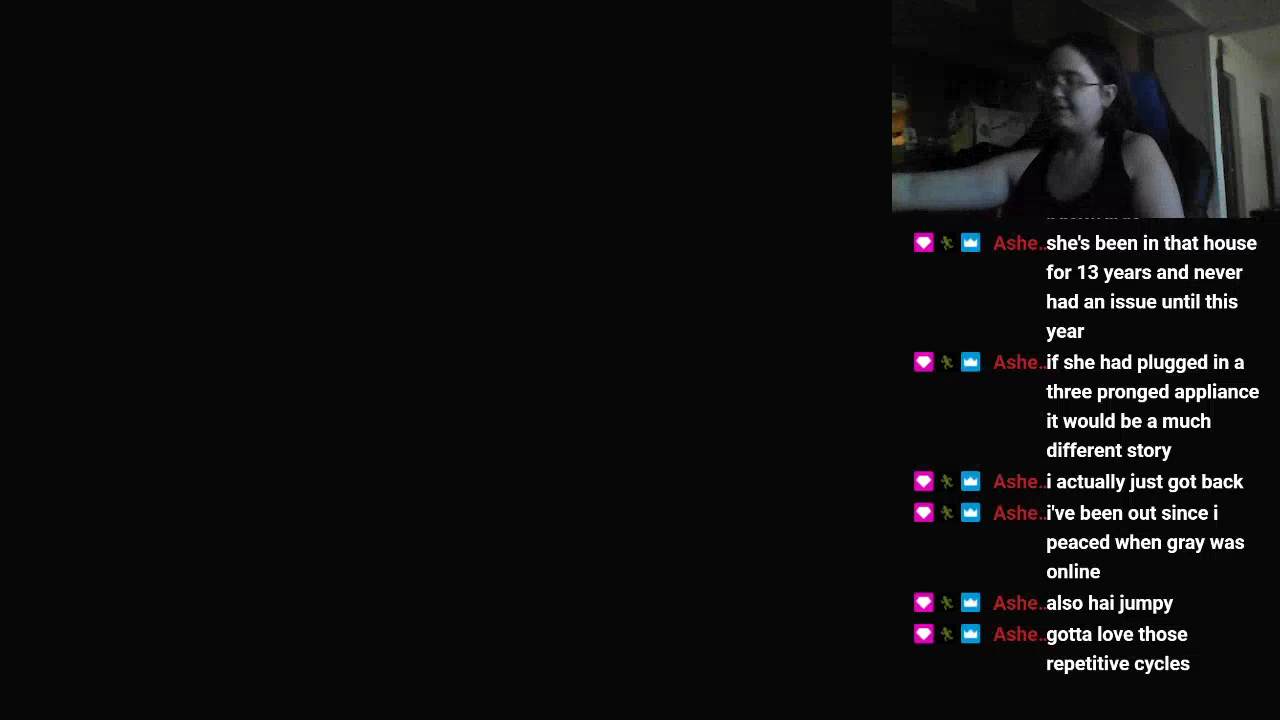 Ashe..she's been in that house
for 13 years and never
had an issue until this
year
Ashe..if she had plugged in a
three pronged appliance
it would be a much
different story
Ashe..i actually just got back
Ashe..i've been out since i
peaced when gray was
online
Ashe..also hai jumpy
Ashe..gotta love those
repetitive cycles